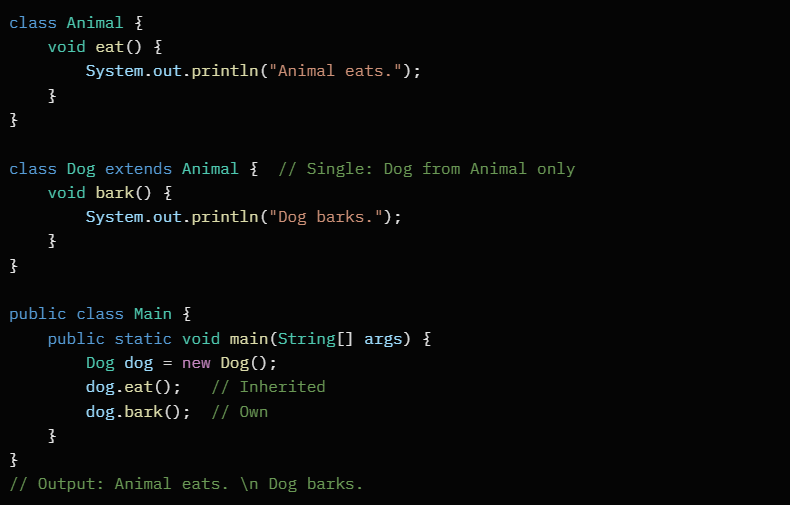 class Animal {
    void eat() {
        System.out.println("Animal eats.");
    }
}

class Dog extends Animal {  // Single: Dog from Animal only
    void bark() {
        System.out.println("Dog barks.");
    }
}

public class Main {
    public static void main(String[] args) {
        Dog dog = new Dog();
        dog.eat();   // Inherited
        dog.bark();  // Own
    }
}
// Output: Animal eats. \n Dog barks.